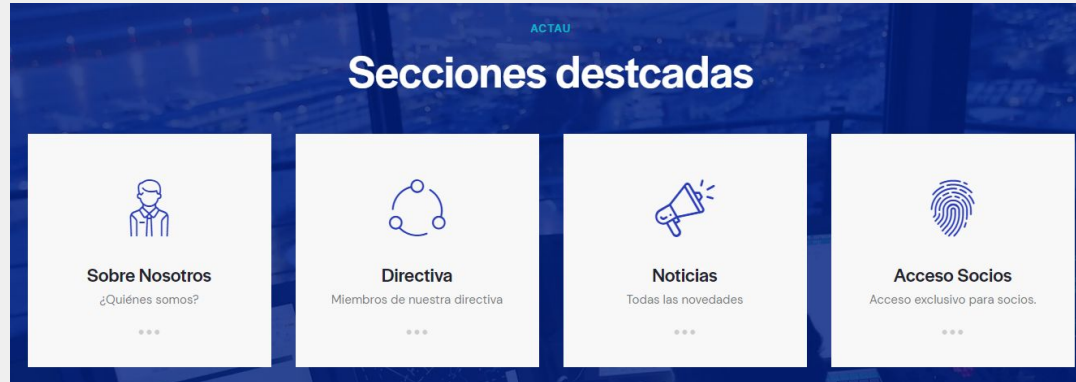 ACTAU
Secciones destcadas
Sobre Nosotros
¿Quiénes somos?
Directiva
Miembros de nuestra directiva
Noticias
Todas las novedades
Acceso Socios
Acceso exclusivo para socios.